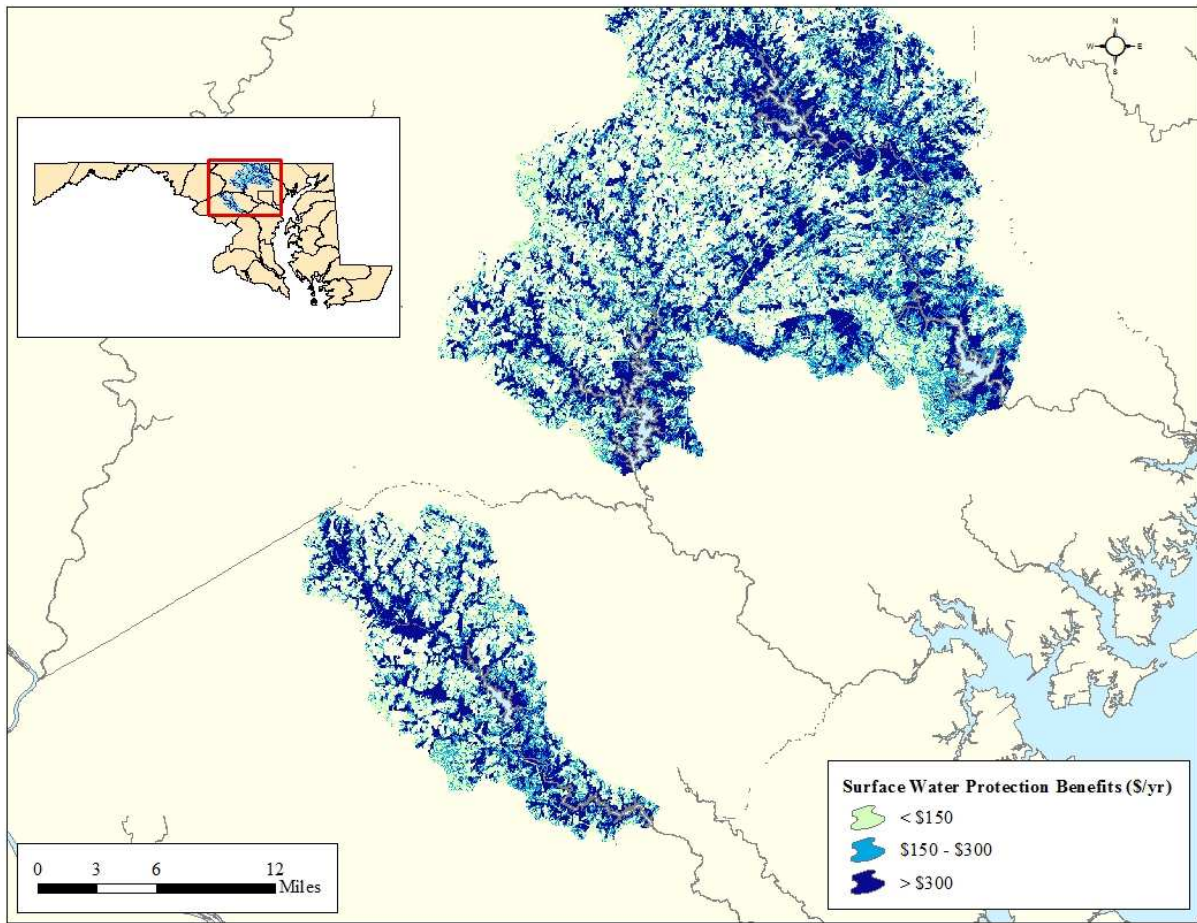 N
W E
S
Surface Water Protection Benefits ($/yr)
< $150
$150 - $300
> $300
0 3 6 12
Miles